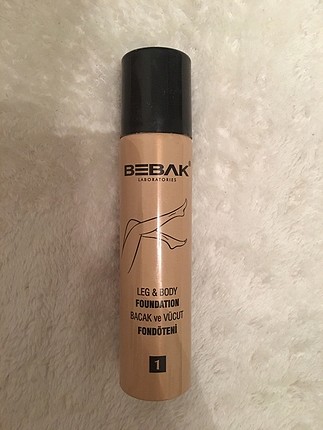 BEBAK
LABORATORIES
LEG & BODY
FOUNDATION
BACAK ve VÜCUT
FONDÖTENİ
1